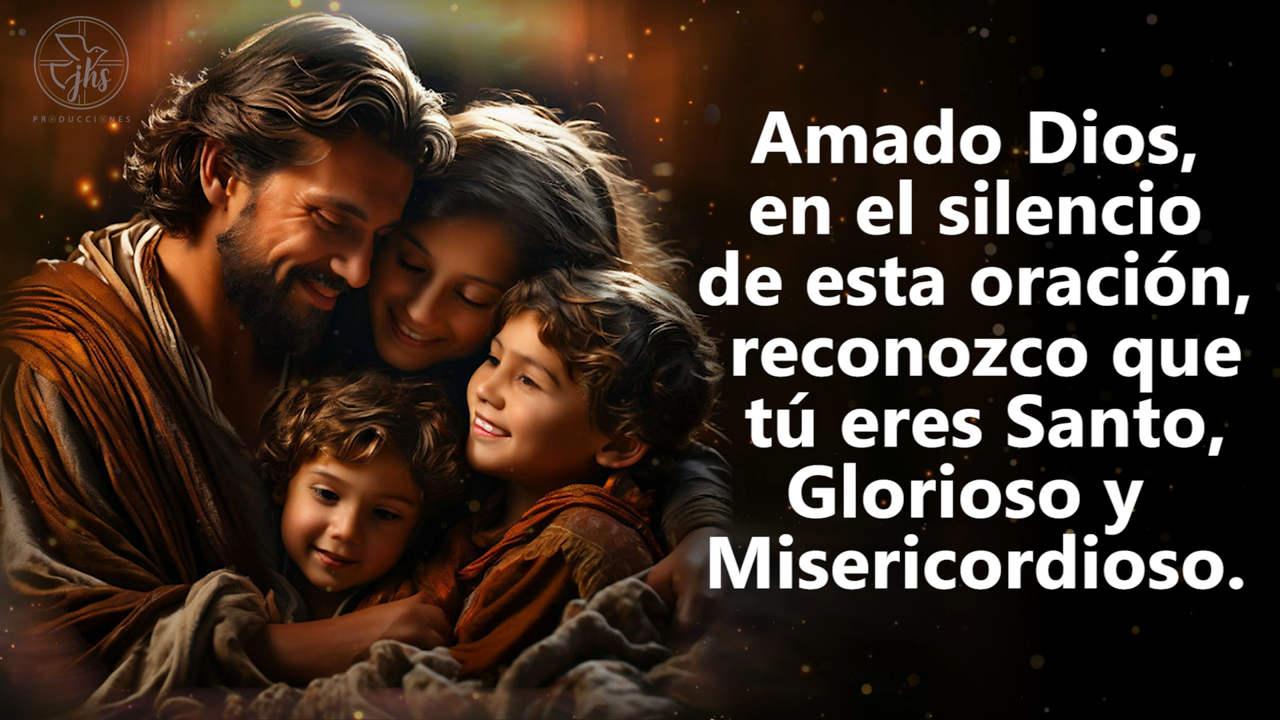 jhs
PRODUCCIONES
Amado Dios,
en el silencio
de esta oración,
reconozco que
tú eres Santo,
Glorioso y
Misericordioso.